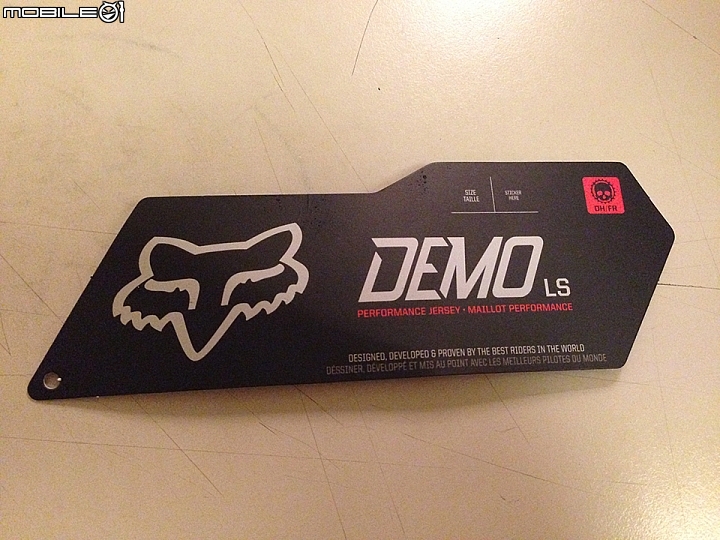 MOBILE01
SIZE
TAILLE
STICKER
HERE
DH/FR
DEMO LS
PERFORMANCE JERSEY • MAILLOT PERFORMANCE
DESIGNED, DEVELOPED & PROVEN BY THE BEST RIDERS IN THE WORLD
DÉSSINER, DÉVELOPPÉ ET MIS AU POINT AVEC LES MEILLEURS PILOTES DU MONDE